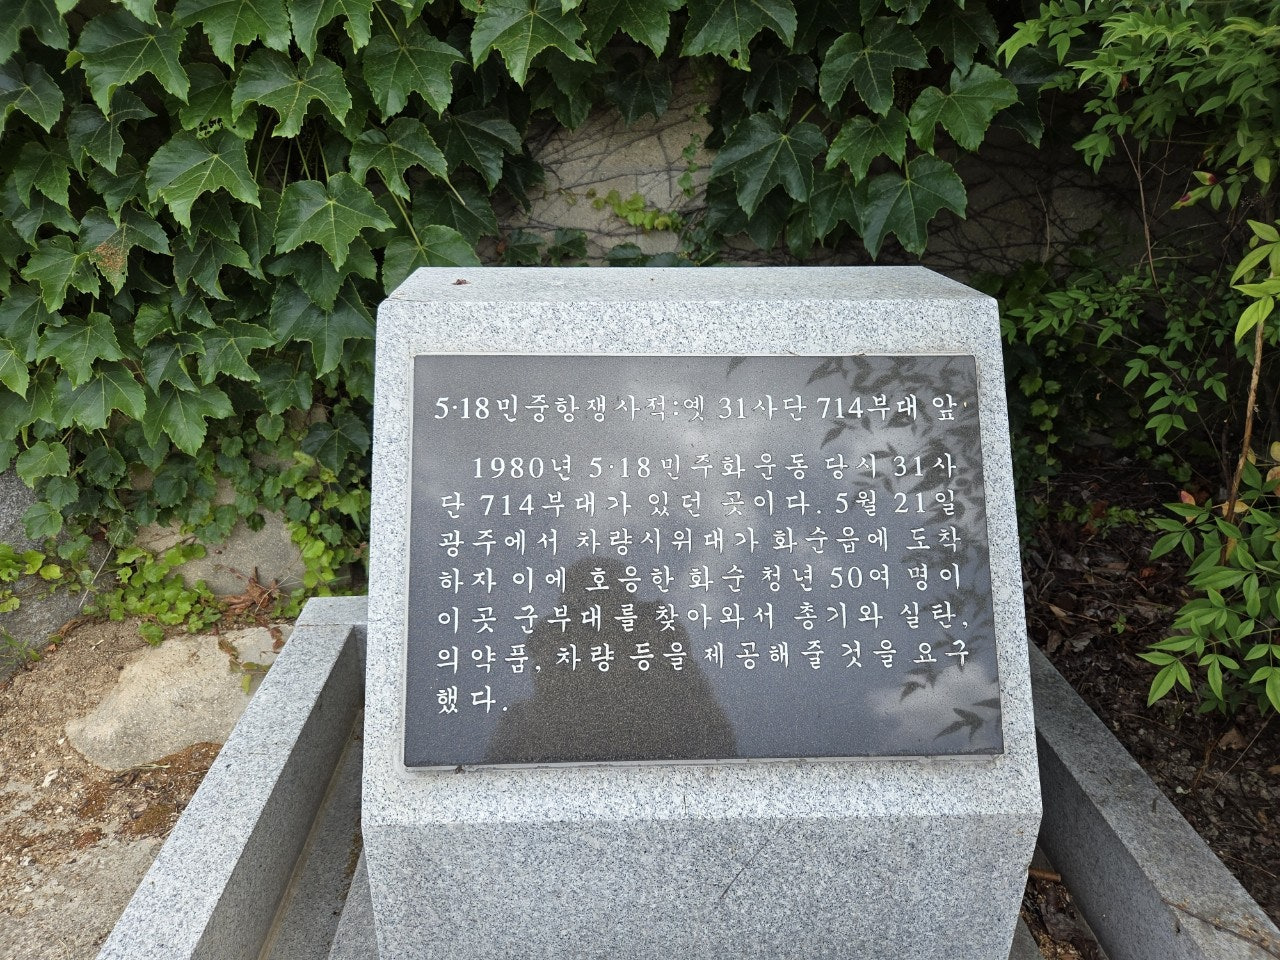 5·18민중항쟁사적:옛 31사단 714부대 앞
1980년 5·18민주화운동 당시 31사
단 714부대가 있던 곳이다. 5월 21일
광주에서 차량시위대가 화순읍에 도착
하자 이에 호응한 화순청년 50여 명이
이곳 군부대를 찾아와서 총기와 실탄,
의약품, 차량 등을 제공해줄 것을 요구
했다.